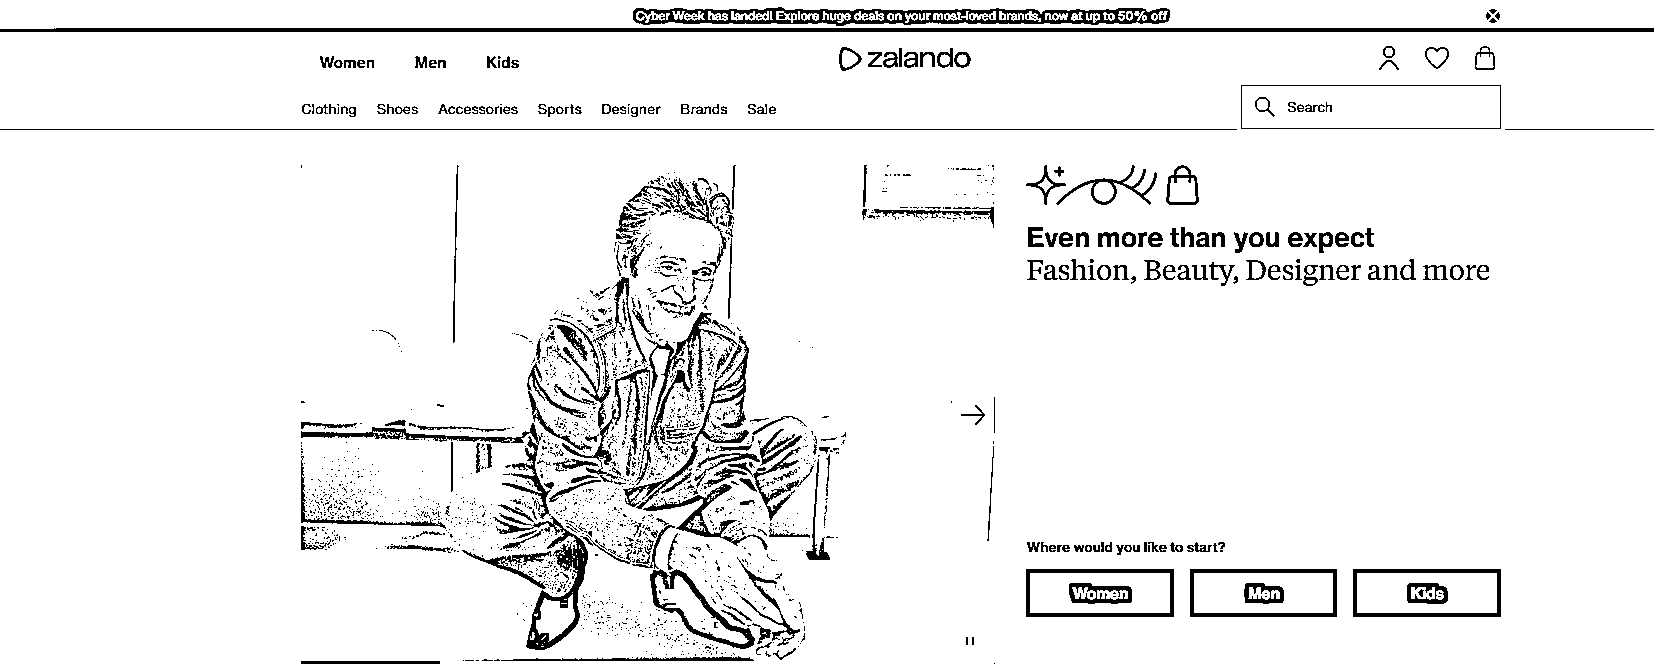 Cyber Week has landed! Explore huge deals on your most-loved brands, now at up to 50% off
Women Men Kids
zalando
Clothing Shoes Accessories Sports Designer Brands Sale
Search
Even more than you expect
Fashion, Beauty, Designer and more
Where would you like to start?
Women Men Kids